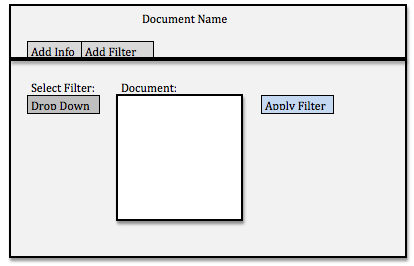 Document Name
Add Info Add Filter
Select Filter: Document:
Drop Down Apply Filter